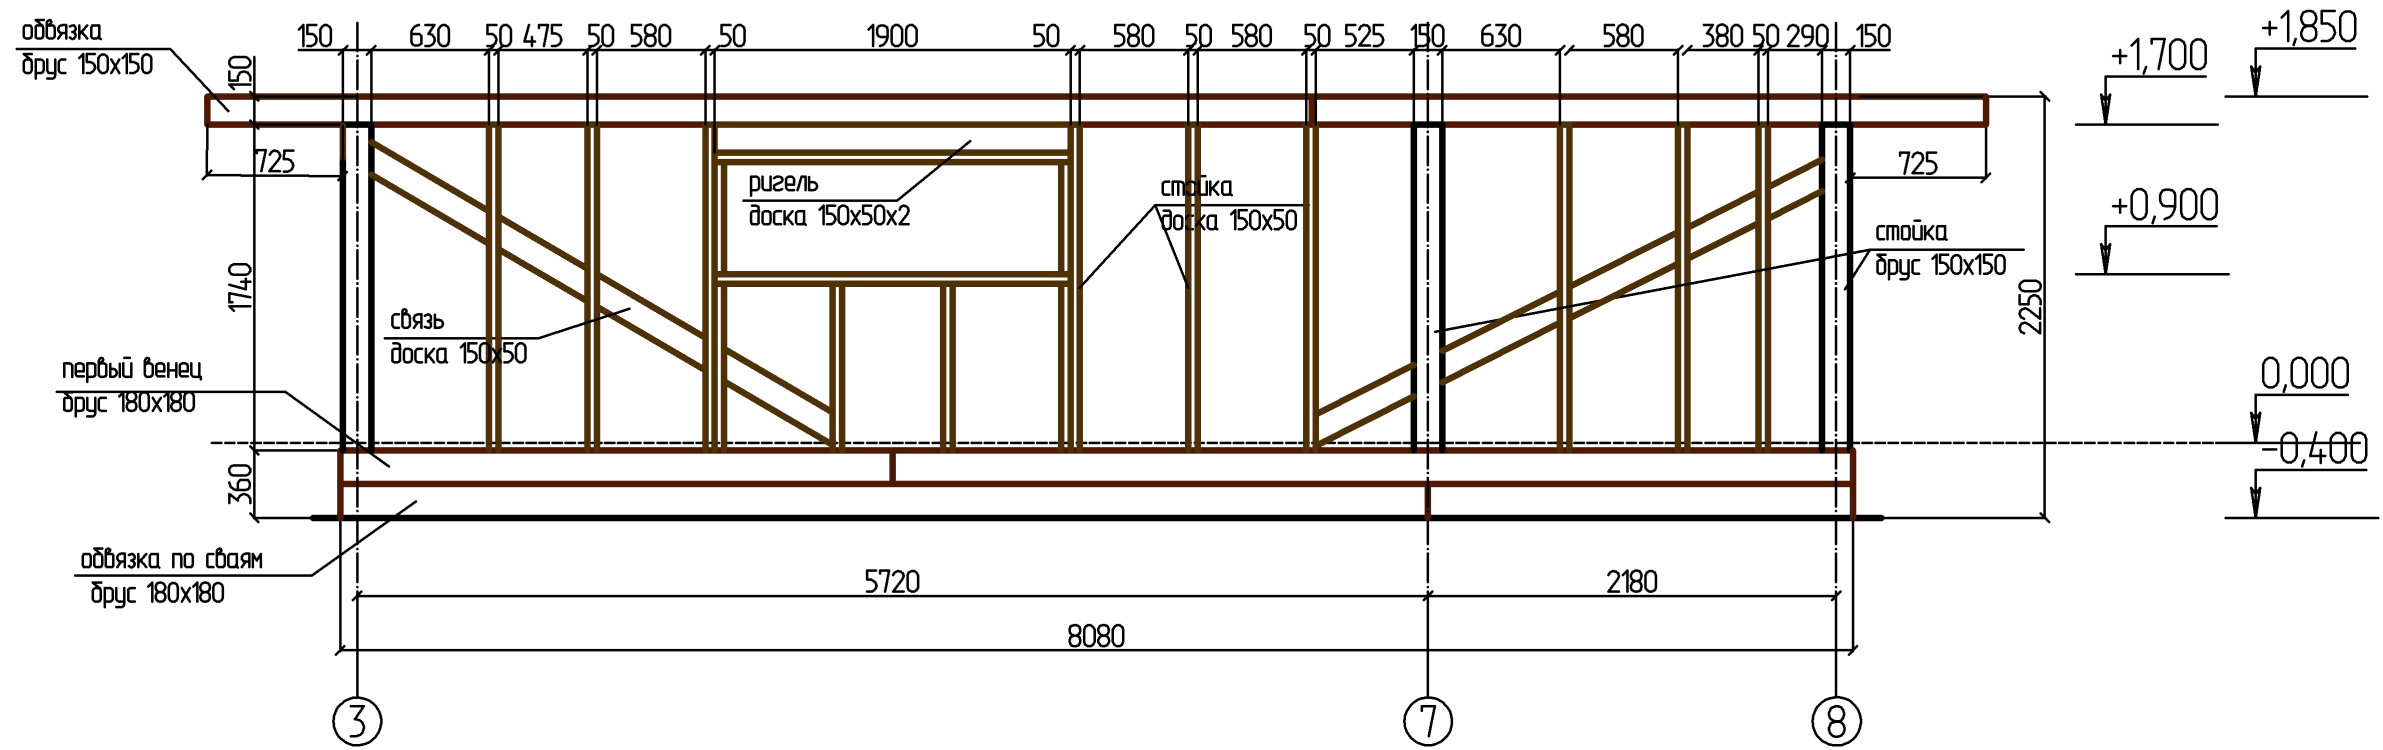 обвязка
брус 150х150
150 630 50 475 50 580 50 1900 50 580 50 580 50 525 150 630 580 380 50 290 150
+1,700
+1,850
150
725
725
ригель
доска 150х50х2
стойка
доска 150х50
+0,900
стойка
брус 150х150
1740
2250
связь
доска 150х50
первый венец
брус 180х180
0,000
-0,400
360
обвязка по сваям
брус 180х180
5720
2180
8080
3
7
8